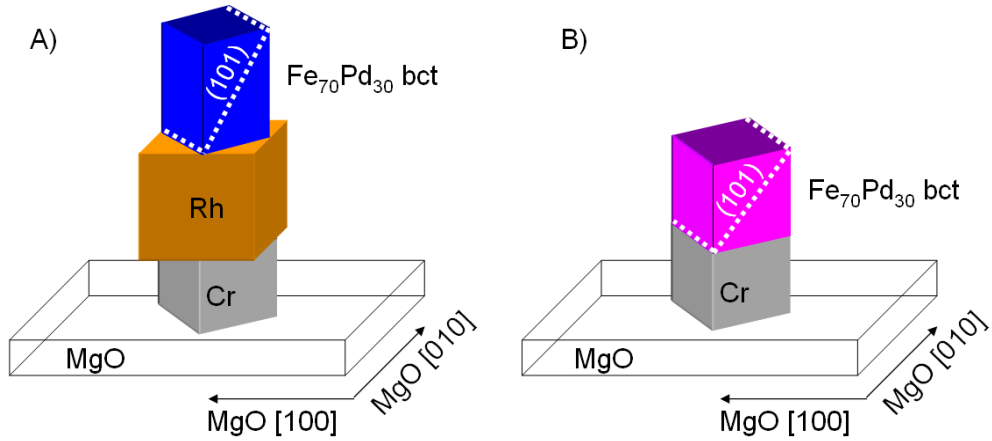 A)
(101)
Fe70Pd30 bct
Rh
Cr
MgO
MgO [100]
MgO [010]
B)
(101)
Fe70Pd30 bct
Cr
MgO
MgO [100]
MgO [010]